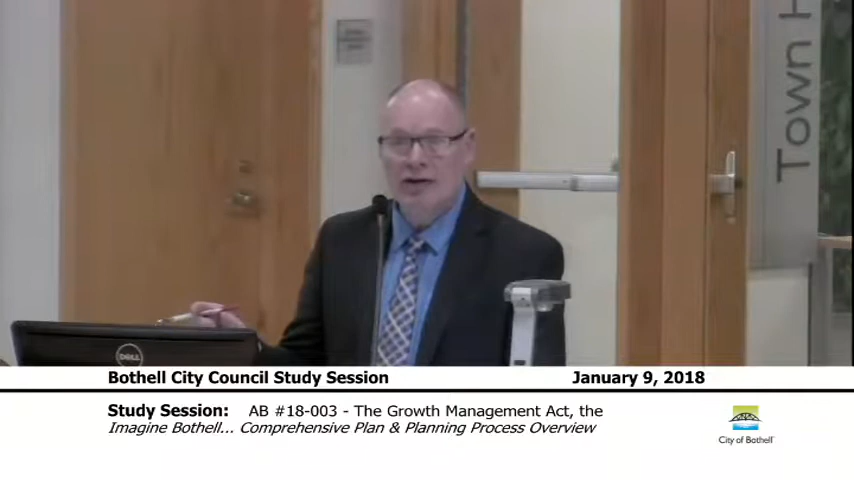 Town H
DELL
Bothell City Council Study Session
January 9, 2018
Study Session: AB #18-003 - The Growth Management Act, the
Imagine Bothell... Comprehensive Plan & Planning Process Overview
City of Bothell